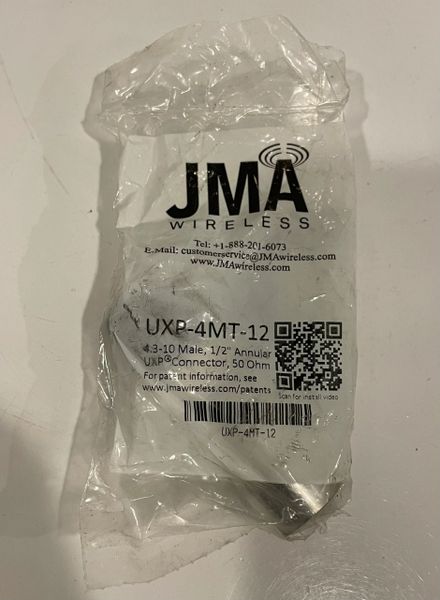 JMA
WIRELESS
Tel: +1-888-201-6073
E.Mail: customerservice@JMAwireless.com
www.JMAwireless.com
UXP-4MT-12
4.3-10 Male, 1/2" Annular
UXP® Connector, 50 Ohm
For patent information, see
www.jmawireless.com/patents
Scan for install video
UXP-4MT-12